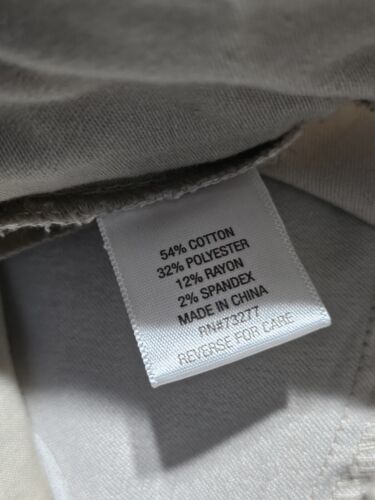 54% COTTON
32% POLYESTER
12% RAYON
2% SPANDEX
MADE IN CHINA
RN#73277
REVERSE FOR CARE